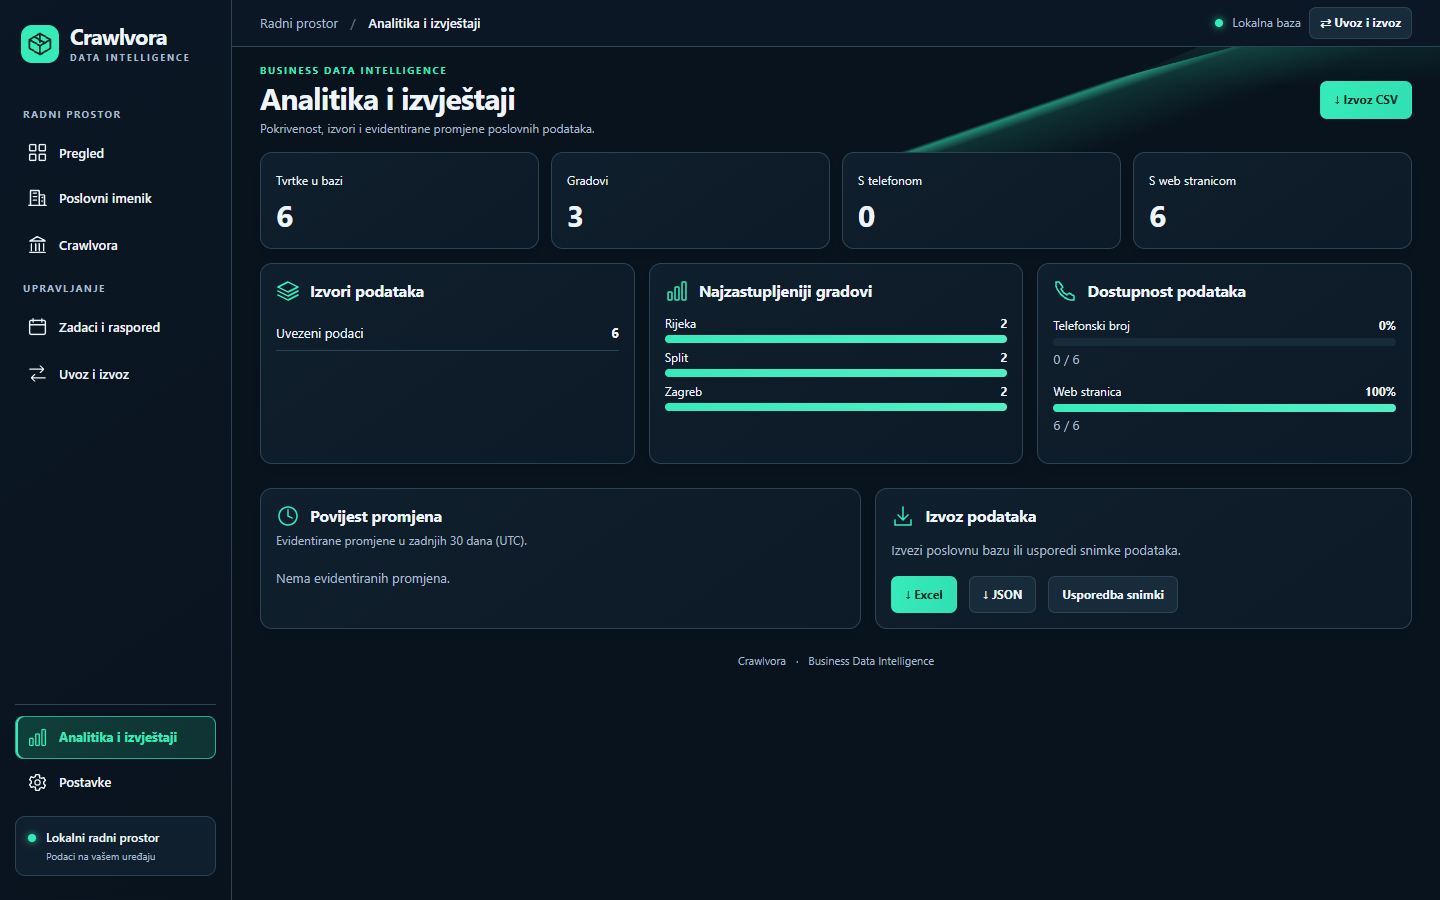 Crawlvora
DATA INTELLIGENCE
RADNI PROSTOR
Pregled
Poslovni imenik
Crawlvora
UPRAVLJANJE
Zadaci i raspored
Uvoz i izvoz
Analitika i izvještaji
Postavke
Lokalni radni prostor
Podaci na vašem uređaju
Radni prostor / Analitika i izvještaji
Lokalna baza
⇄ Uvoz i izvoz
BUSINESS DATA INTELLIGENCE
Analitika i izvještaji
Pokrivenost, izvori i evidentirane promjene poslovnih podataka.
↓ Izvoz CSV
Tvrtke u bazi
6
Gradovi
3
S telefonom
0
S web stranicom
6
Izvori podataka
Uvezeni podaci 6
Najzastupljeniji gradovi
Rijeka 2
Split 2
Zagreb 2
Dostupnost podataka
Telefonski broj 0%
0 / 6
Web stranica 100%
6 / 6
Povijest promjena
Evidentirane promjene u zadnjih 30 dana (UTC).
Nema evidentiranih promjena.
Izvoz podataka
Izvezi poslovnu bazu ili usporedi snimke podataka.
↓ Excel
↓ JSON
Usporedba snimki
Crawlvora · Business Data Intelligence